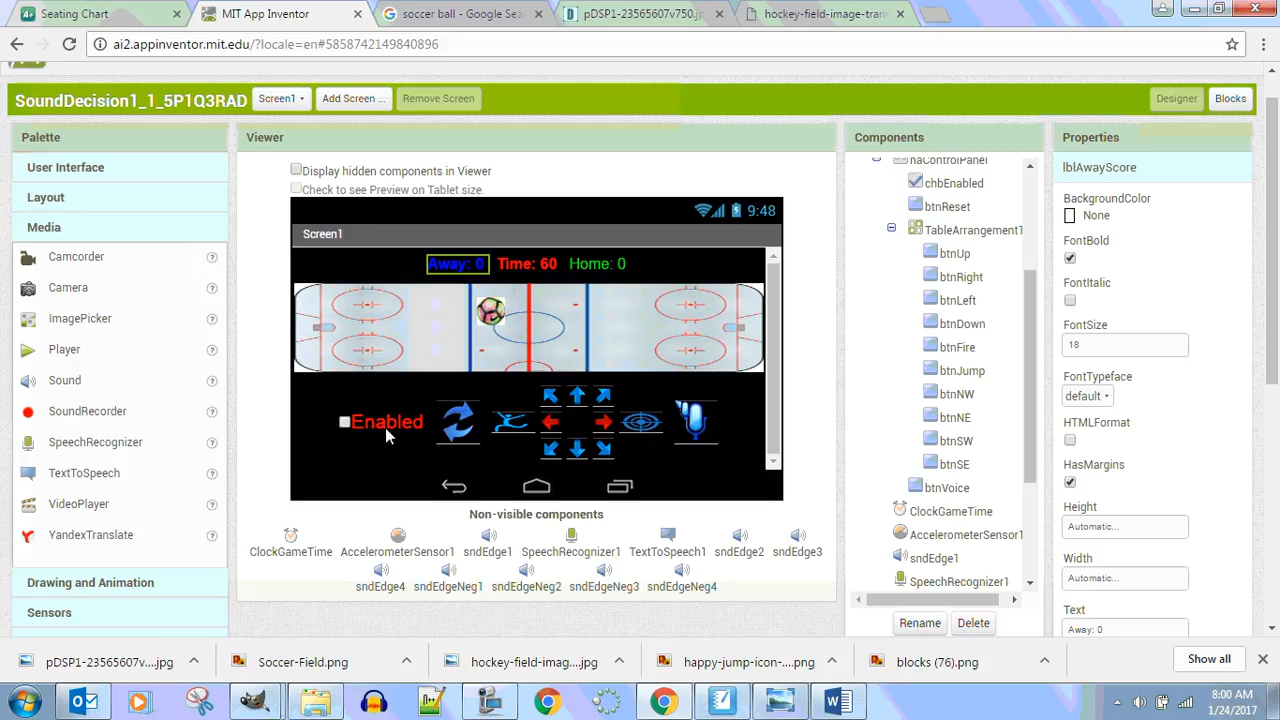 Seating Chart
MIT App Inventor
soccer ball - Google Sea
pDSP1-23565607v750.j
hockey-field-image-tran
ai2.appinventor.mit.edu/?locale=en#5858742149840896
SoundDecision1_1_5P1Q3RAD
Screen1
Add Screen ...
Remove Screen
Designer
Blocks
Palette
Viewer
Components
Properties
User Interface
Layout
Media
Camcorder
Camera
ImagePicker
Player
Sound
SoundRecorder
SpeechRecognizer
TextToSpeech
VideoPlayer
YandexTranslate
Drawing and Animation
Sensors
Display hidden components in Viewer
Check to see Preview on Tablet size.
9:48
Screen1
Away: 0 Time: 60 Home: 0
Enabled
Non-visible components
ClockGameTime AccelerometerSensor1 sndEdge1 SpeechRecognizer1 TextToSpeech1 sndEdge2 sndEdge3
sndEdge4 sndEdgeNeg1 sndEdgeNeg2 sndEdgeNeg3 sndEdgeNeg4
haControlPanel
chbEnabled
btnReset
TableArrangement1
btnUp
btnRight
btnLeft
btnDown
btnFire
btnJump
btnNW
btnNE
btnSW
btnSE
btnVoice
ClockGameTime
AccelerometerSensor1
sndEdge1
SpeechRecognizer1
Rename
Delete
lblAwayScore
BackgroundColor
None
FontBold
FontItalic
FontSize
18
FontTypeface
default
HTMLFormat
HasMargins
Height
Automatic...
Width
Automatic...
Text
Away: 0
pDSP1-23565607v....jpg
Soccer-Field.png
hockey-field-imag....jpg
happy-jump-icon-....png
blocks (76).png
Show all
8:00 AM
1/24/2017